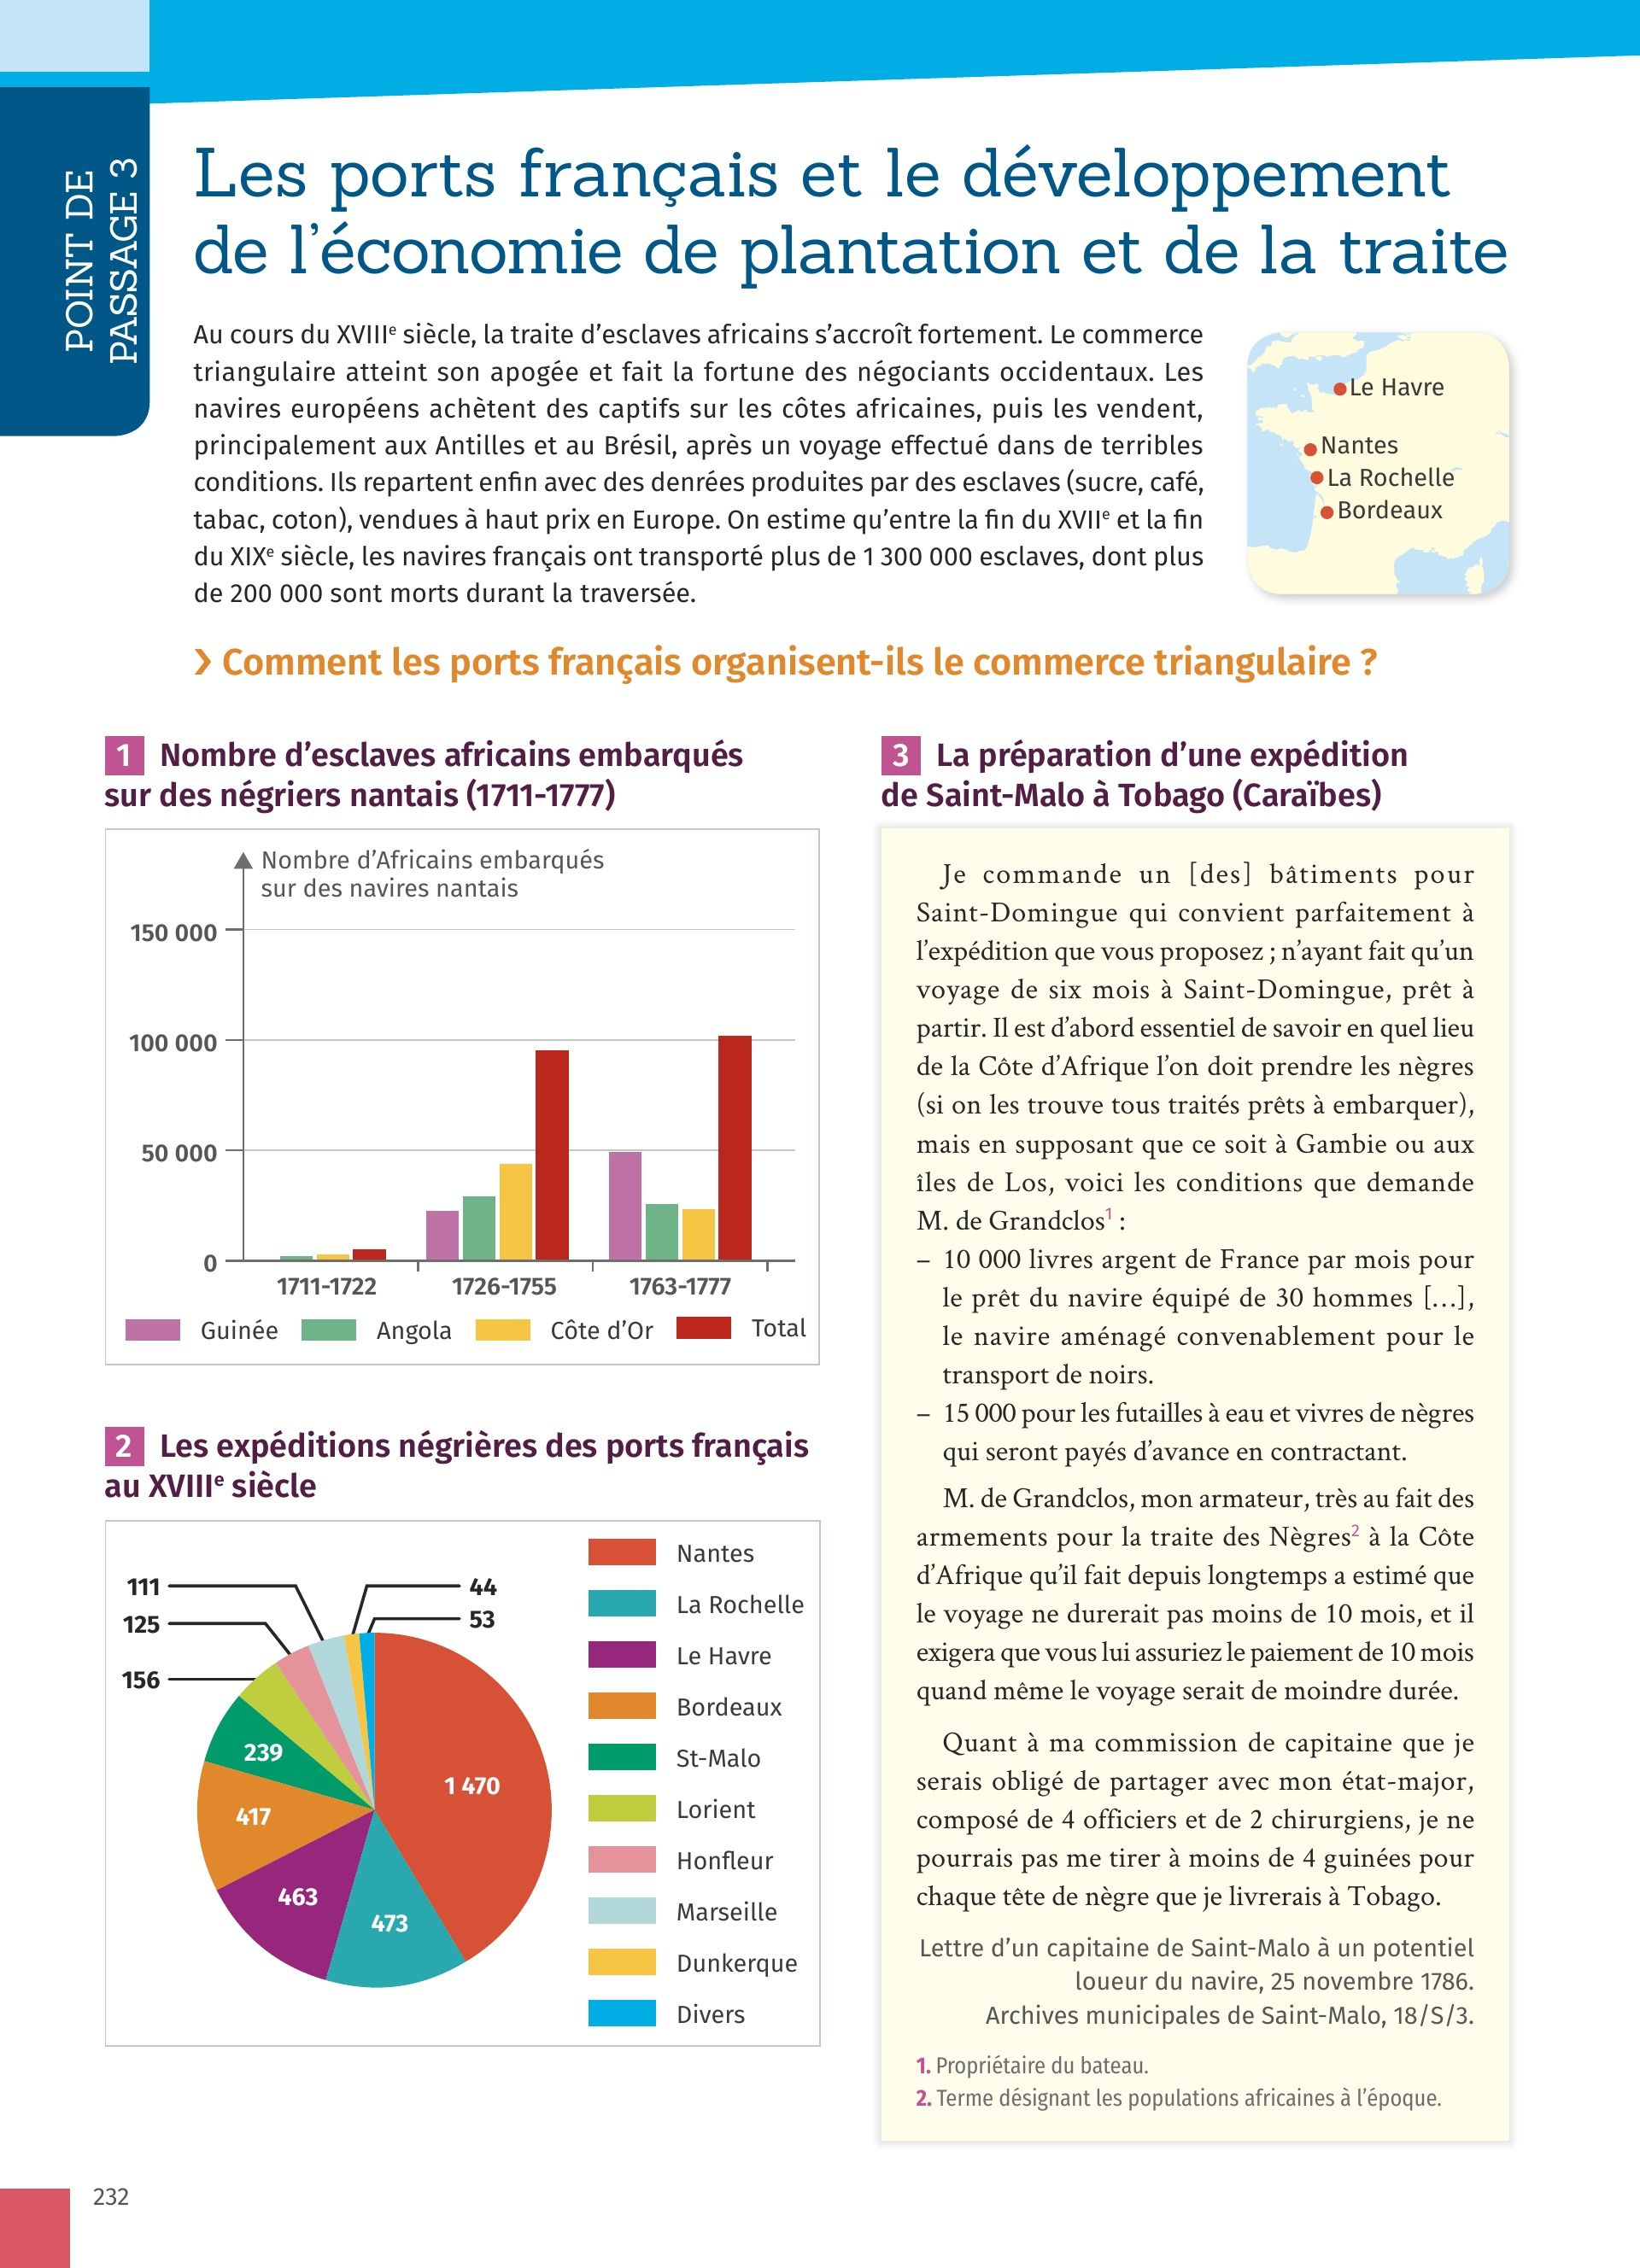 POINT DE
PASSAGE 3
Les ports français et le développement
de l’économie de plantation et de la traite
Au cours du XVIIIe siècle, la traite d’esclaves africains s’accroît fortement. Le commerce
triangulaire atteint son apogée et fait la fortune des négociants occidentaux. Les
navires européens achètent des captifs sur les côtes africaines, puis les vendent,
principalement aux Antilles et au Brésil, après un voyage effectué dans de terribles
conditions. Ils repartent enfin avec des denrées produites par des esclaves (sucre, café,
tabac, coton), vendues à haut prix en Europe. On estime qu’entre la fin du XVIIe et la fin
du XIXe siècle, les navires français ont transporté plus de 1 300 000 esclaves, dont plus
de 200 000 sont morts durant la traversée.
Le Havre
Nantes
La Rochelle
Bordeaux
› Comment les ports français organisent-ils le commerce triangulaire ?
1 Nombre d’esclaves africains embarqués
sur des négriers nantais (1711-1777)
Nombre d’Africains embarqués
sur des navires nantais
150 000
100 000
50 000
0
1711-1722 1726-1755 1763-1777
Guinée Angola Côte d’Or Total
2 Les expéditions négrières des ports français
au XVIIIe siècle
111
125
156
44
53
239
417
463
473
1 470
Nantes
La Rochelle
Le Havre
Bordeaux
St-Malo
Lorient
Honfleur
Marseille
Dunkerque
Divers
3 La préparation d’une expédition
de Saint-Malo à Tobago (Caraïbes)
Je commande un [des] bâtiments pour
Saint-Domingue qui convient parfaitement à
l’expédition que vous proposez ; n’ayant fait qu’un
voyage de six mois à Saint-Domingue, prêt à
partir. Il est d’abord essentiel de savoir en quel lieu
de la Côte d’Afrique l’on doit prendre les nègres
(si on les trouve tous traités prêts à embarquer),
mais en supposant que ce soit à Gambie ou aux
îles de Los, voici les conditions que demande
M. de Grandclos1 :
– 10 000 livres argent de France par mois pour
le prêt du navire équipé de 30 hommes […],
le navire aménagé convenablement pour le
transport de noirs.
– 15 000 pour les futailles à eau et vivres de nègres
qui seront payés d’avance en contractant.
M. de Grandclos, mon armateur, très au fait des
armements pour la traite des Nègres2 à la Côte
d’Afrique qu’il fait depuis longtemps a estimé que
le voyage ne durerait pas moins de 10 mois, et il
exigera que vous lui assuriez le paiement de 10 mois
quand même le voyage serait de moindre durée.
Quant à ma commission de capitaine que je
serais obligé de partager avec mon état-major,
composé de 4 officiers et de 2 chirurgiens, je ne
pourrais pas me tirer à moins de 4 guinées pour
chaque tête de nègre que je livrerais à Tobago.
Lettre d’un capitaine de Saint-Malo à un potentiel
loueur du navire, 25 novembre 1786.
Archives municipales de Saint-Malo, 18/S/3.
1. Propriétaire du bateau.
2. Terme désignant les populations africaines à l’époque.
232